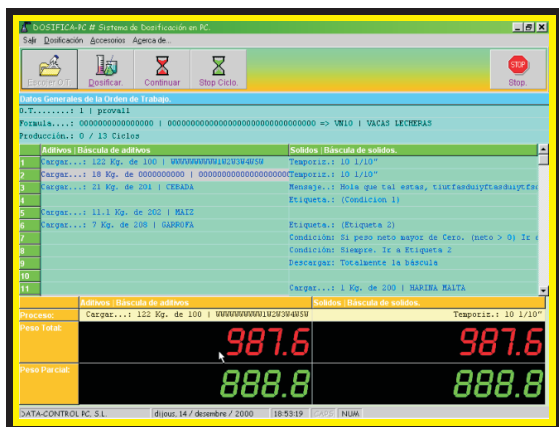 DOSIFICA-PC # Sistema de Dosificación en PC.
Salir Dosificación Accesorios Acerca de...
Escoger O.T. Dosificar. Continuar Stop Ciclo. STOP Stop.
Datos Generales de la Orden de Trabajo.
O.T........: 1 | provall
Formula....: => VN10 | VACAS LECHERAS
Producción.: 0 / 13 Ciclos
Aditivos | Báscula de aditivos Solidos | Báscula de solidos.
1 Cargar...: 122 Kg. de 100 | Temporiz.: 10 1/10"
2 Cargar...: 18 Kg. de 0000000000 | Temporiz.: 10 1/10"
3 Cargar...: 21 Kg. de 201 | CEBADA Mensaje..: Hola que tal estas,
4 Etiqueta.: (Condicion 1)
5 Cargar...: 11.1 Kg. de 202 | MAIZ
6 Cargar...: 7 Kg. de 208 | GARROFA Etiqueta.: (Etiqueta 2)
7 Condición: Si peso neto mayor de Cero. (neto > 0) Ir
8 Condición: Siempre. Ir a Etiqueta 2
9 Descargar: Totalmente la báscula
10
11 Cargar...: 1 Kg. de 200 | HARINA MALTA
Aditivos | Báscula de aditivos Solidos | Báscula de solidos.
Proceso: Cargar...: 122 Kg. de 100 | Temporiz.: 10 1/10"
Peso Total: 987.6 987.6
Peso Parcial: 888.8 888.8
DATA-CONTROL PC, S.L. dijous, 14 / desembre / 2000 18:53:19 CAPS NUM